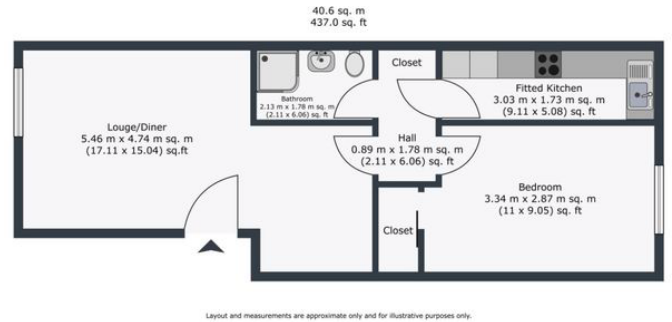 40.6 sq. m
437.0 sq. ft
Closet
Bathroom
2.13 m x 1.78 m sq. m
(2.11 x 6.06) sq. ft
Fitted Kitchen
3.03 m x 1.73 m sq. m
(9.11 x 5.08) sq. ft
Louge/Diner
5.46 m x 4.74 m sq. m
(17.11 x 15.04) sq.ft
Hall
0.89 m x 1.78 m sq. m
(2.11 x 6.06) sq. ft
Bedroom
3.34 m x 2.87 m sq. m
(11 x 9.05) sq. ft
Closet
Layout and measurements are approximate only and for illustrative purposes only.